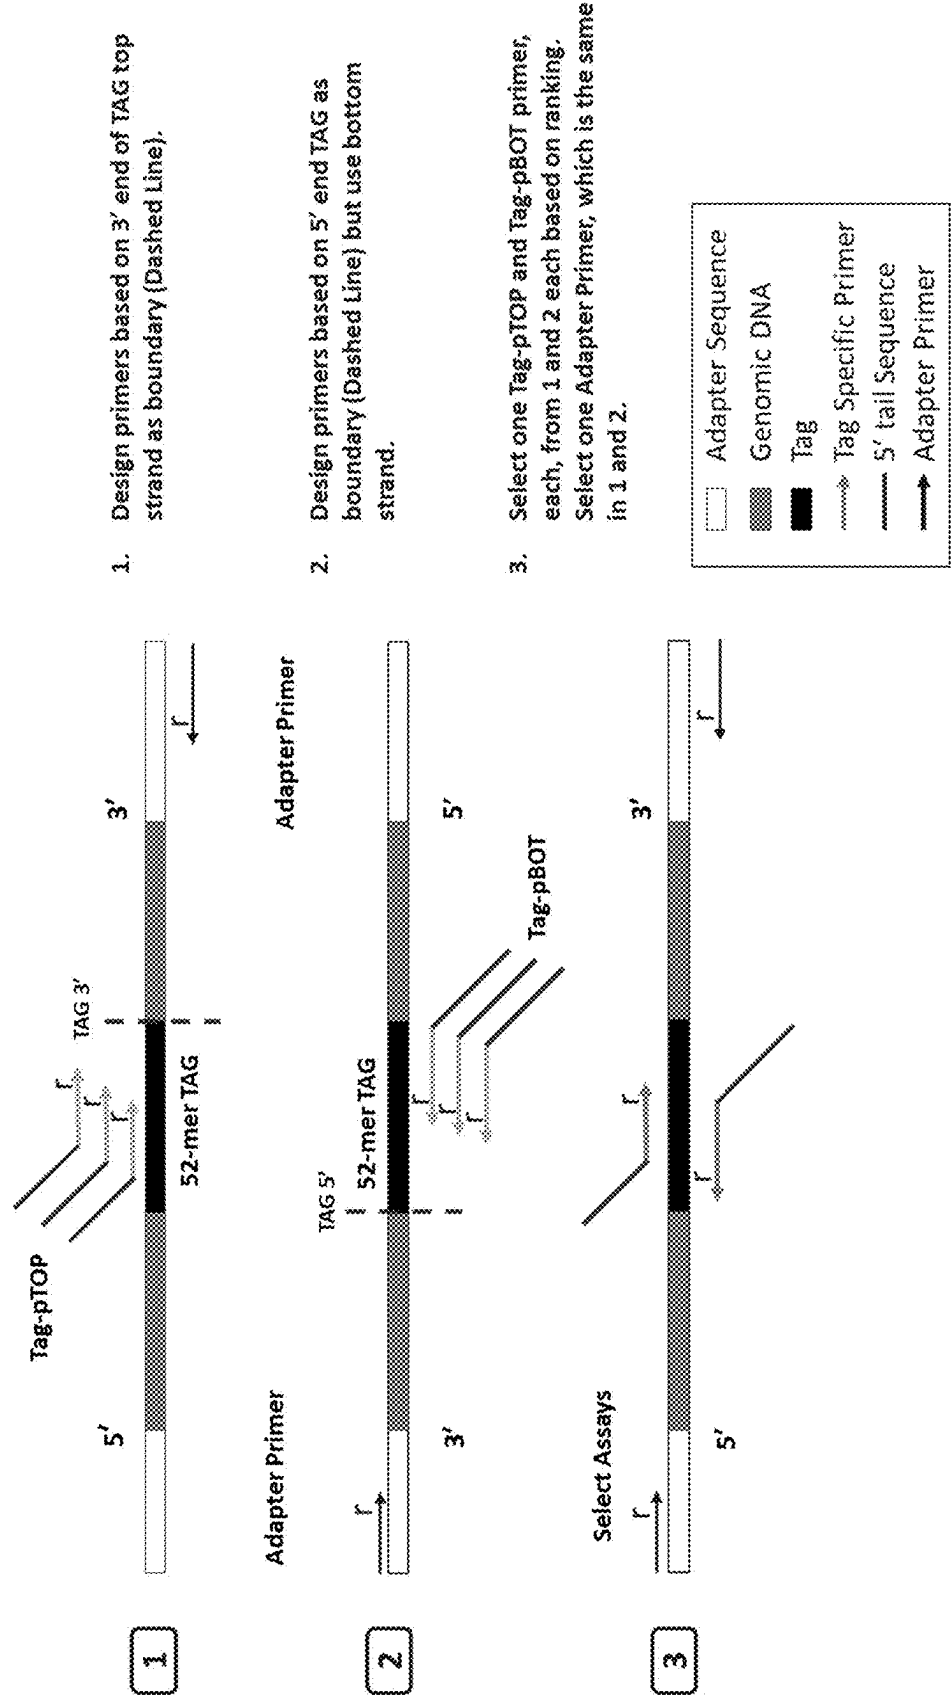 1
5′
Tag-pTOP
r
r
r
TAG 3′
52-mer TAG
3′
r
Adapter Primer
Adapter Primer
2
r
3′
TAG 5′
52-mer TAG
r
r
r
Tag-pBOT
5′
3
Select Assays
r
5′
r
r
3′
r
1. Design primers based on 3′ end of TAG top
strand as boundary (Dashed Line).
2. Design primers based on 5′ end TAG as
boundary (Dashed Line) but use bottom
strand.
3. Select one Tag-pTOP and Tag-pBOT primer,
each, from 1 and 2 each based on ranking.
Select one Adapter Primer, which is the same
in 1 and 2.
Adapter Sequence
Genomic DNA
Tag
Tag Specific Primer
5′ tail Sequence
Adapter Primer